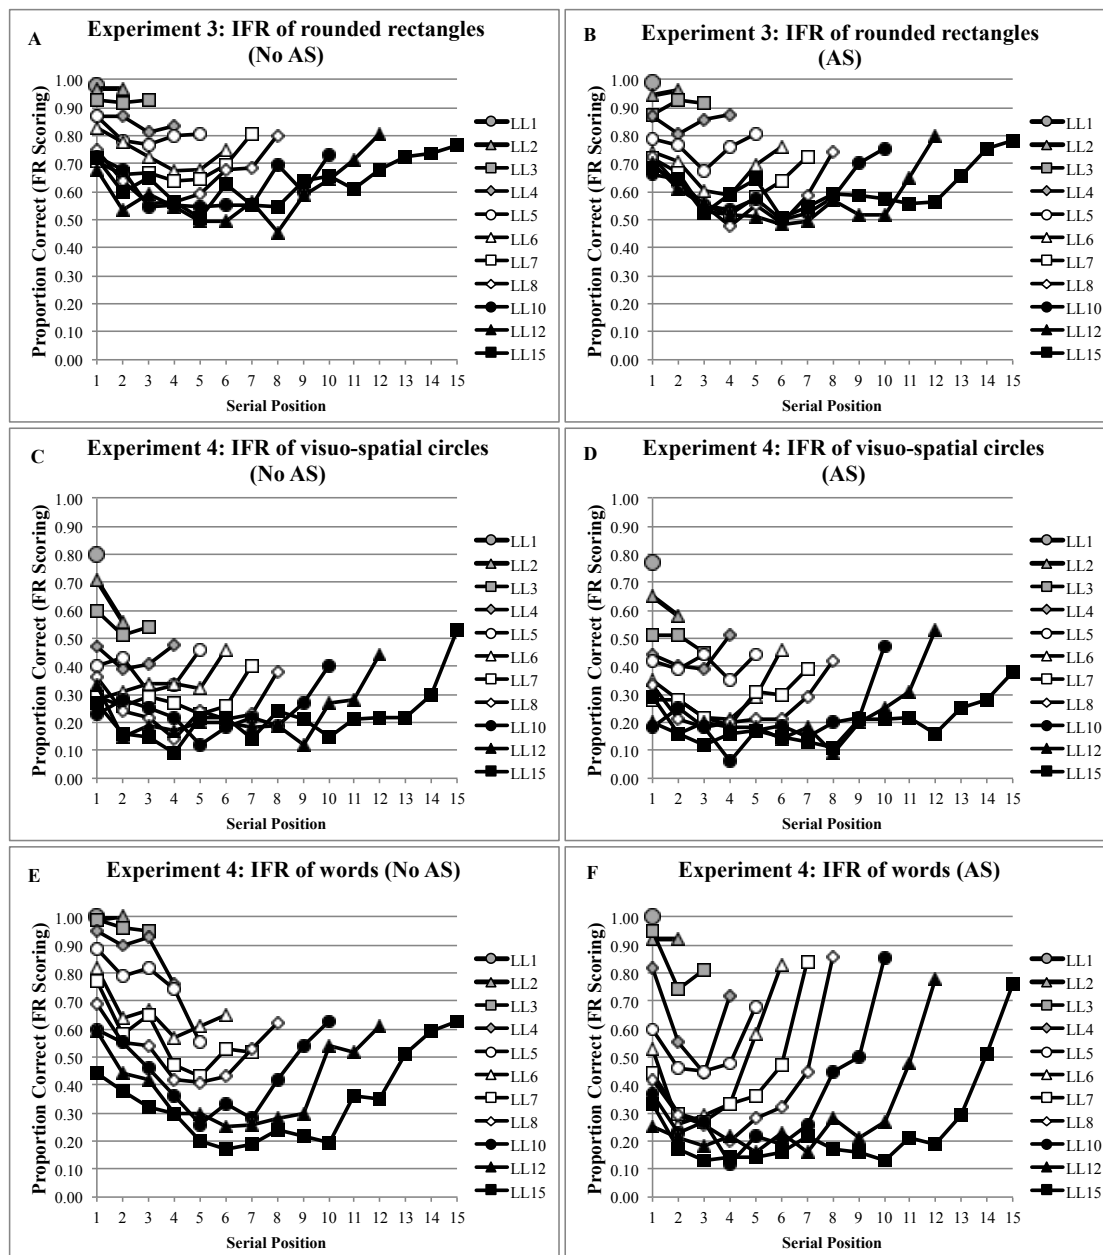 A
Experiment 3: IFR of rounded rectangles
(No AS)
Proportion Correct (FR Scoring)
1.00
0.90
0.80
0.70
0.60
0.50
0.40
0.30
0.20
0.10
0.00
1 2 3 4 5 6 7 8 9 10 11 12 13 14 15
Serial Position
LL1
LL2
LL3
LL4
LL5
LL6
LL7
LL8
LL10
LL12
LL15
B
Experiment 3: IFR of rounded rectangles
(AS)
Proportion Correct (FR Scoring)
1.00
0.90
0.80
0.70
0.60
0.50
0.40
0.30
0.20
0.10
0.00
1 2 3 4 5 6 7 8 9 10 11 12 13 14 15
Serial Position
LL1
LL2
LL3
LL4
LL5
LL6
LL7
LL8
LL10
LL12
LL15
C
Experiment 4: IFR of visuo-spatial circles
(No AS)
Proportion Correct (FR Scoring)
1.00
0.90
0.80
0.70
0.60
0.50
0.40
0.30
0.20
0.10
0.00
1 2 3 4 5 6 7 8 9 10 11 12 13 14 15
Serial Position
LL1
LL2
LL3
LL4
LL5
LL6
LL7
LL8
LL10
LL12
LL15
D
Experiment 4: IFR of visuo-spatial circles
(AS)
Proportion Correct (FR Scoring)
1.00
0.90
0.80
0.70
0.60
0.50
0.40
0.30
0.20
0.10
0.00
1 2 3 4 5 6 7 8 9 10 11 12 13 14 15
Serial Position
LL1
LL2
LL3
LL4
LL5
LL6
LL7
LL8
LL10
LL12
LL15
E
Experiment 4: IFR of words (No AS)
Proportion Correct (FR Scoring)
1.00
0.90
0.80
0.70
0.60
0.50
0.40
0.30
0.20
0.10
0.00
1 2 3 4 5 6 7 8 9 10 11 12 13 14 15
Serial Position
LL1
LL2
LL3
LL4
LL5
LL6
LL7
LL8
LL10
LL12
LL15
F
Experiment 4: IFR of words (AS)
Proportion Correct (FR Scoring)
1.00
0.90
0.80
0.70
0.60
0.50
0.40
0.30
0.20
0.10
0.00
1 2 3 4 5 6 7 8 9 10 11 12 13 14 15
Serial Position
LL1
LL2
LL3
LL4
LL5
LL6
LL7
LL8
LL10
LL12
LL15